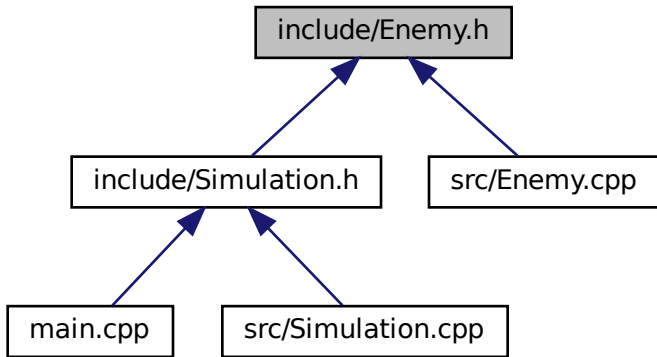 include/Enemy.h
include/Simulation.h
src/Enemy.cpp
main.cpp
src/Simulation.cpp